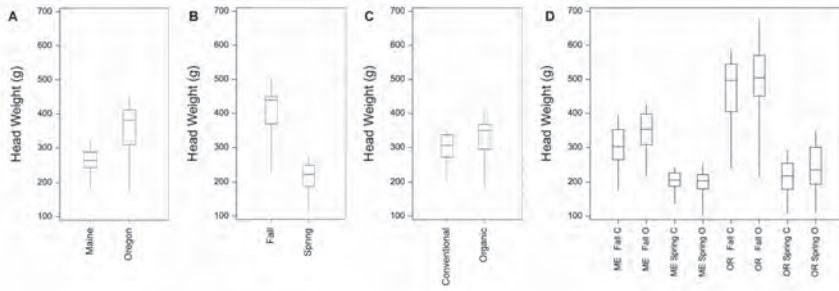 A
Head Weight (g)
700
600
500
400
300
200
100
Maine
Oregon
B
Head Weight (g)
700
600
500
400
300
200
100
Fall
Spring
C
Head Weight (g)
700
600
500
400
300
200
100
Conventional
Organic
D
Head Weight (g)
700
600
500
400
300
200
100
ME Fall C
ME Fall O
ME Spring C
ME Spring O
OR Fall C
OR Fall O
OR Spring C
OR Spring O